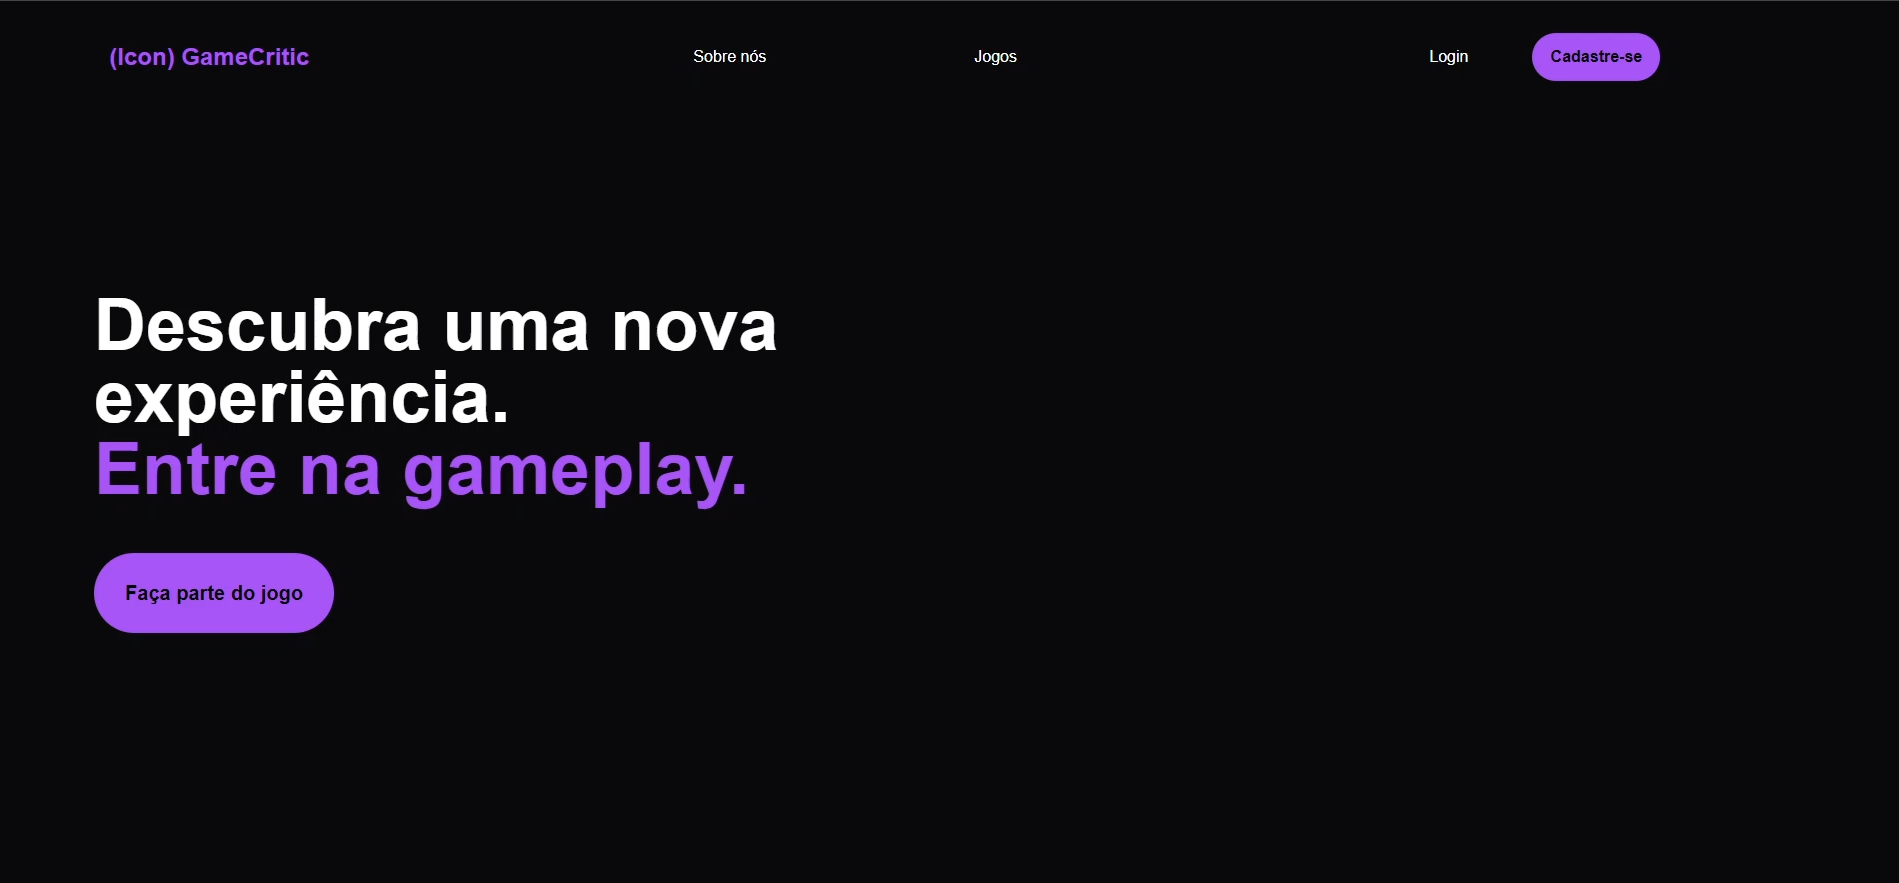 (Icon) GameCritic
Sobre nós
Jogos
Login
Cadastre-se
Descubra uma nova
experiência.
Entre na gameplay.
Faça parte do jogo